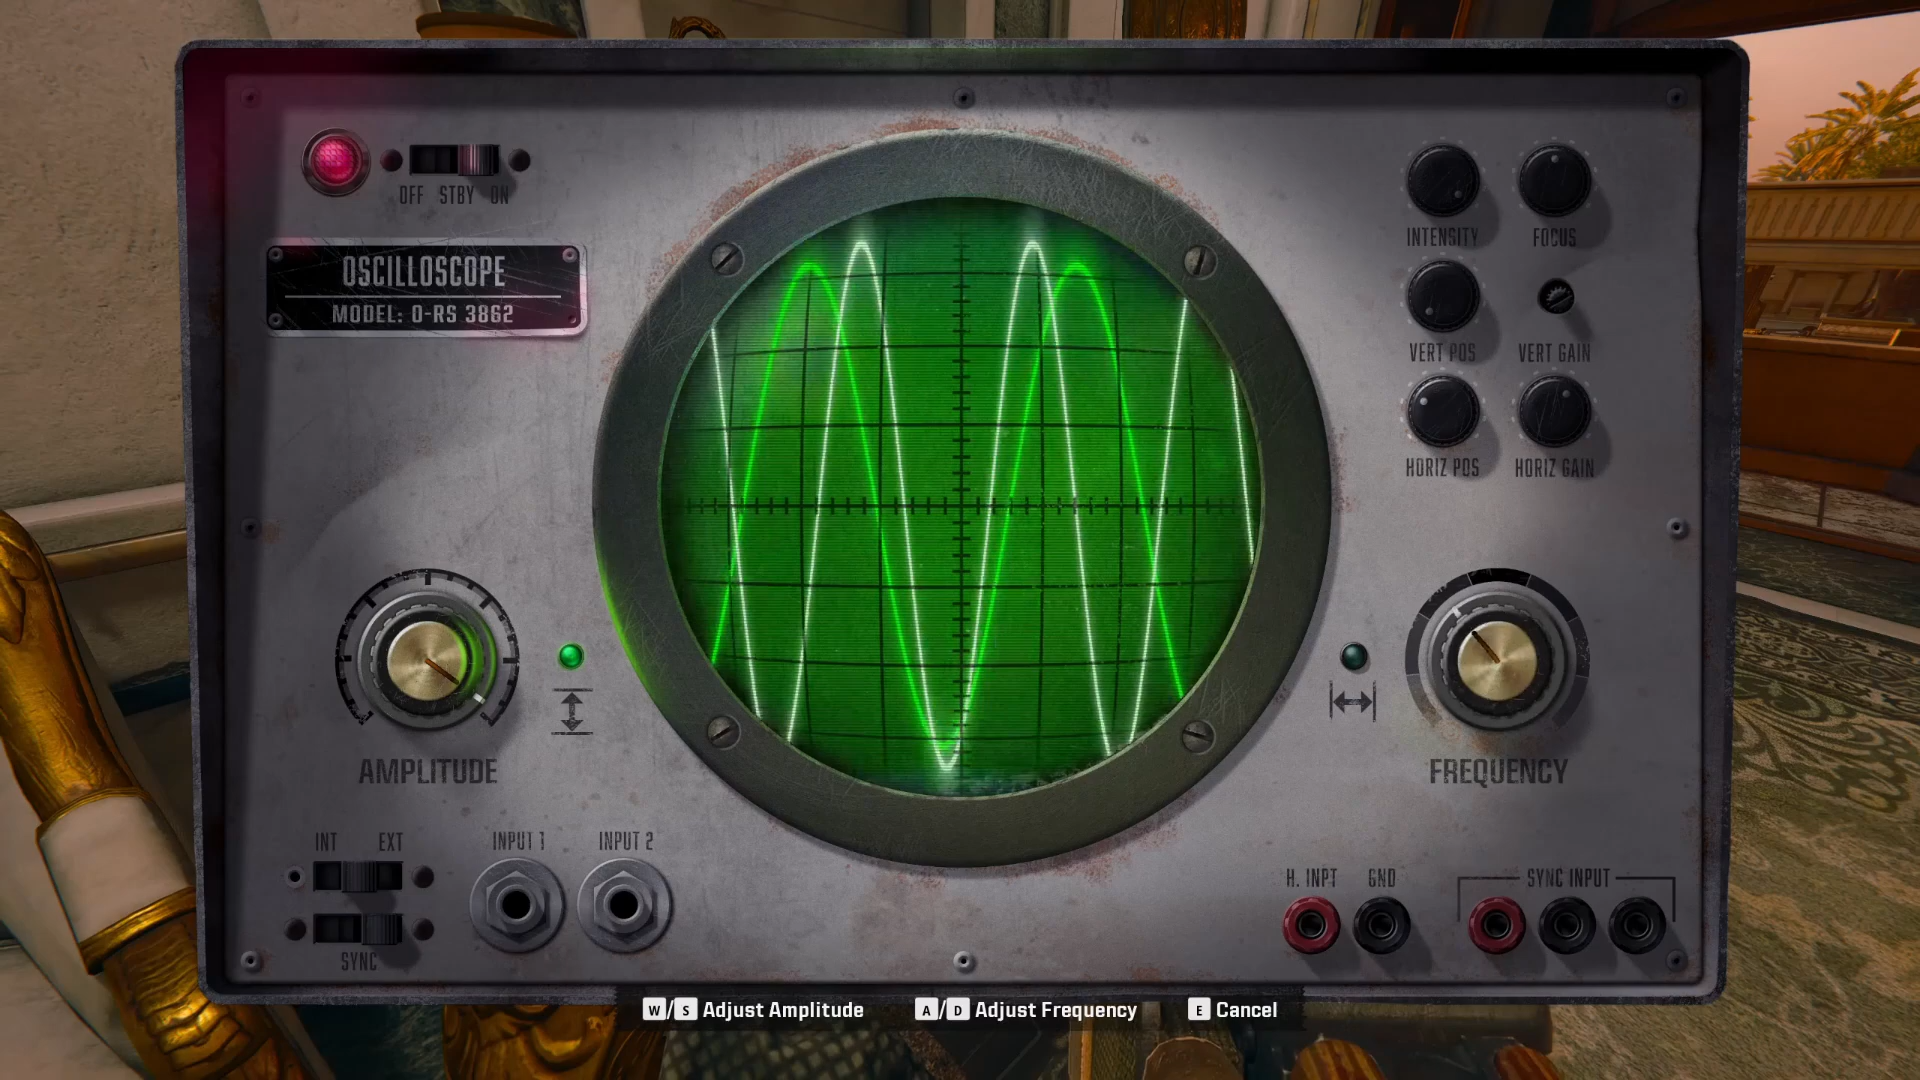 OFF STBY ON
OSCILLOSCOPE
MODEL: O-RS 3862
INTENSITY FOCUS
VERT POS VERT GAIN
HORIZ POS HORIZ GAIN
AMPLITUDE
FREQUENCY
INT EXT
SYNC
INPUT 1 INPUT 2
H. INPT GND
SYNC INPUT
W/S Adjust Amplitude A/D Adjust Frequency E Cancel